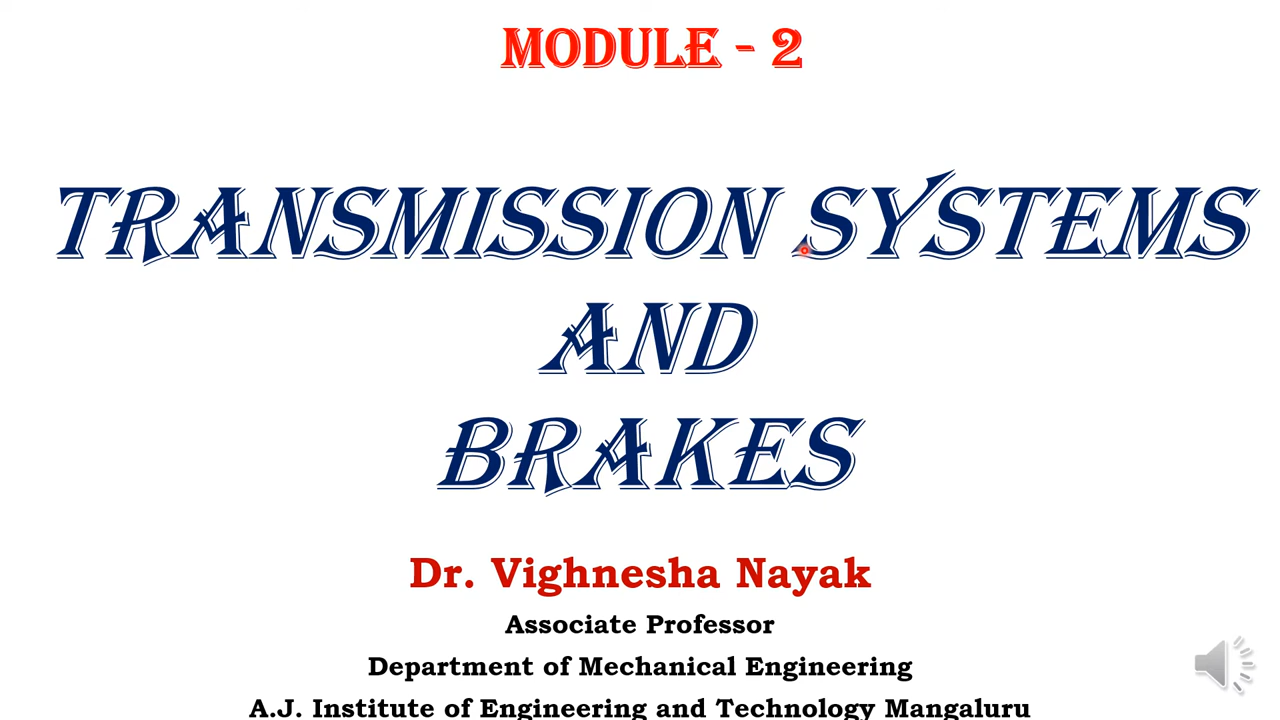 MODULE - 2
TRANSMISSION SYSTEMS
AND
BRAKES
Dr. Vighnesha Nayak
Associate Professor
Department of Mechanical Engineering
A.J. Institute of Engineering and Technology Mangaluru